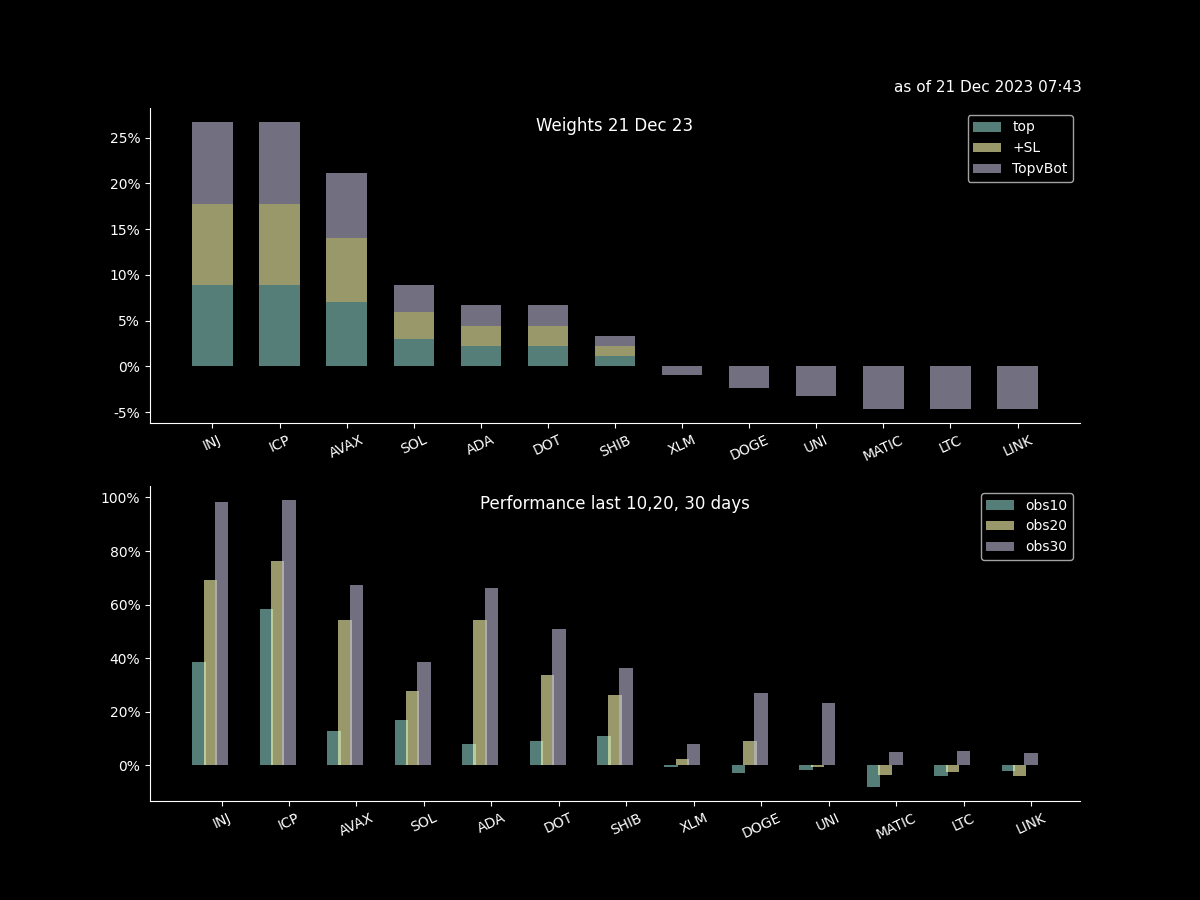 as of 21 Dec 2023 07:43
Weights 21 Dec 23
top
+SL
TopvBot
25%
20%
15%
10%
5%
0%
-5%
INJ ICP AVAX SOL ADA DOT SHIB XLM DOGE UNI MATIC LTC LINK
Performance last 10,20, 30 days
obs10
obs20
obs30
100%
80%
60%
40%
20%
0%
INJ ICP AVAX SOL ADA DOT SHIB XLM DOGE UNI MATIC LTC LINK